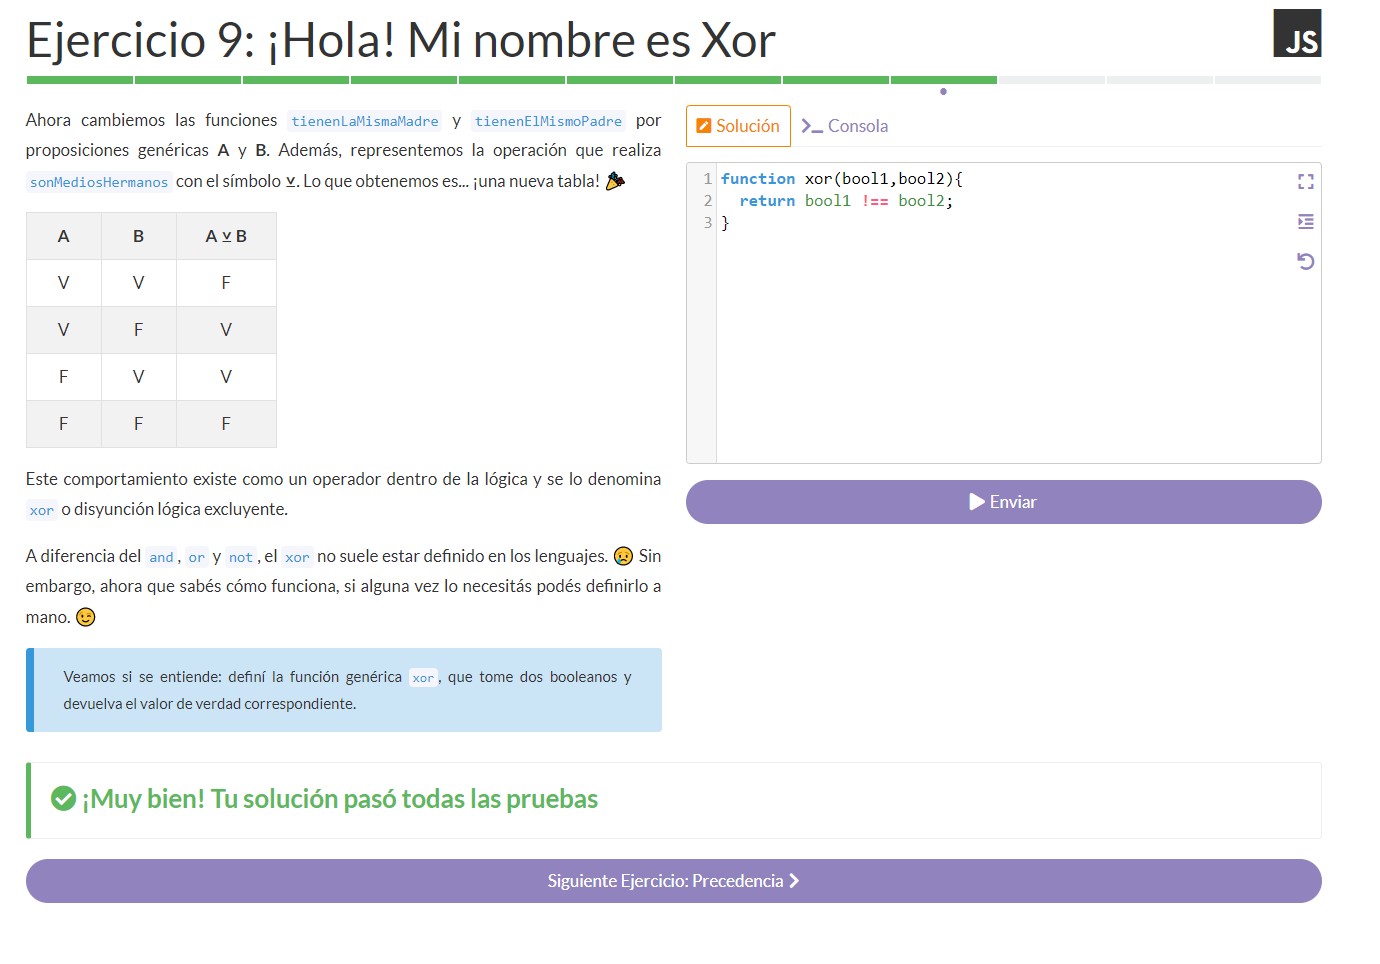 Ejercicio 9: ¡Hola! Mi nombre es Xor
JS
Ahora cambiemos las funciones tienenLaMismaMadre y tienenElMismoPadre por
proposiciones genéricas A y B. Además, representemos la operación que realiza
sonMediosHermanos con el símbolo ⊻. Lo que obtenemos es... ¡una nueva tabla! 🎉
A B A ⊻ B
V V F
V F V
F V V
F F F
Este comportamiento existe como un operador dentro de la lógica y se lo denomina
xor o disyunción lógica excluyente.
A diferencia del and, or y not, el xor no suele estar definido en los lenguajes. 😢 Sin
embargo, ahora que sabés cómo funciona, si alguna vez lo necesitás podés definirlo a
mano. 😉
Veamos si se entiende: definí la función genérica xor, que tome dos booleanos y
devuelva el valor de verdad correspondiente.
Solución
Consola
1 function xor(bool1,bool2){
2 return bool1 !== bool2;
3 }
Enviar
¡Muy bien! Tu solución pasó todas las pruebas
Siguiente Ejercicio: Precedencia